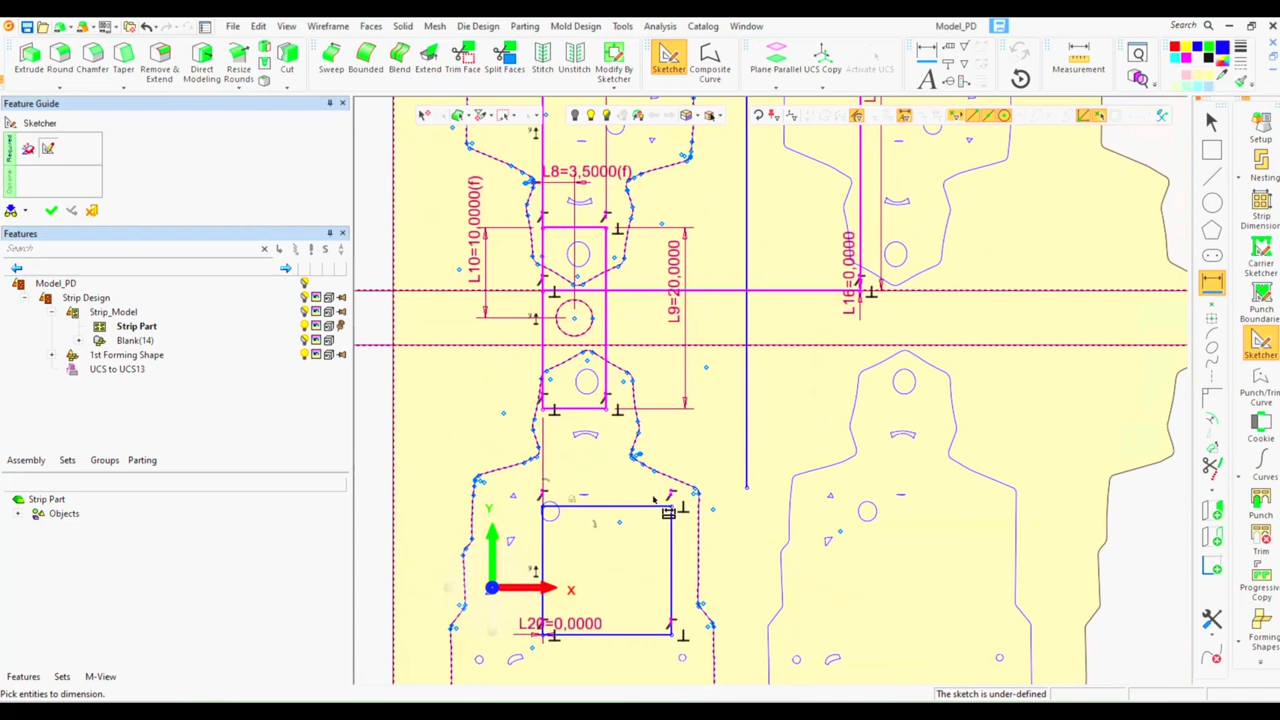 File Edit View Wireframe Faces Solid Mesh Die Design Parting Mold Design Tools Analysis Catalog Window Model_PD Search
Extrude Round Chamfer Taper Remove & Extend Direct Modeling Resize Rounds Cut Sweep Bounded Blend Extend Trim Face Split Faces Stitch Unstitch Modify By Sketcher Sketcher Composite Curve Plane Parallel UCS Copy Activate UCS Measurement
Feature Guide
Sketcher
Required
Features
Search
Model_PD
Strip Design
Strip_Model
Strip Part
Blank(14)
1st Forming Shape
UCS to UCS13
Assembly Sets Groups Parting
Strip Part
Objects
Features Sets M-View
Pick entities to dimension.
L8=3,5000(f)
L10=10,0000(f)
L9=20,0000
L16=0,0000
Y
X
L20=0,0000
Setup
Nesting
Strip Dimension
Carrier Sketcher
Punch Boundaries
Sketcher
Punch/Trim Curve
Cookie
Curves
Punch
Trim
Progressive Copy
Forming Shapes
The sketch is under-defined